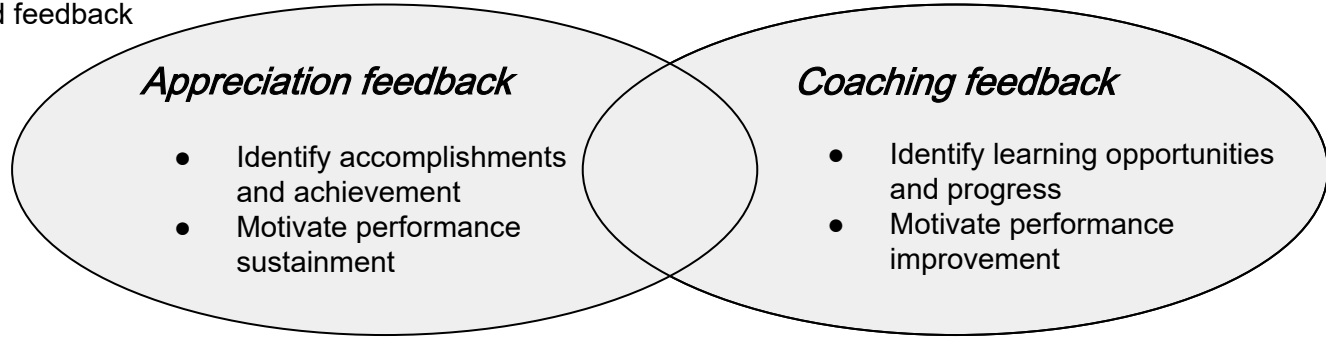 feedback
Appreciation feedback
● Identify accomplishments
and achievement
● Motivate performance
sustainment
Coaching feedback
● Identify learning opportunities
and progress
● Motivate performance
improvement